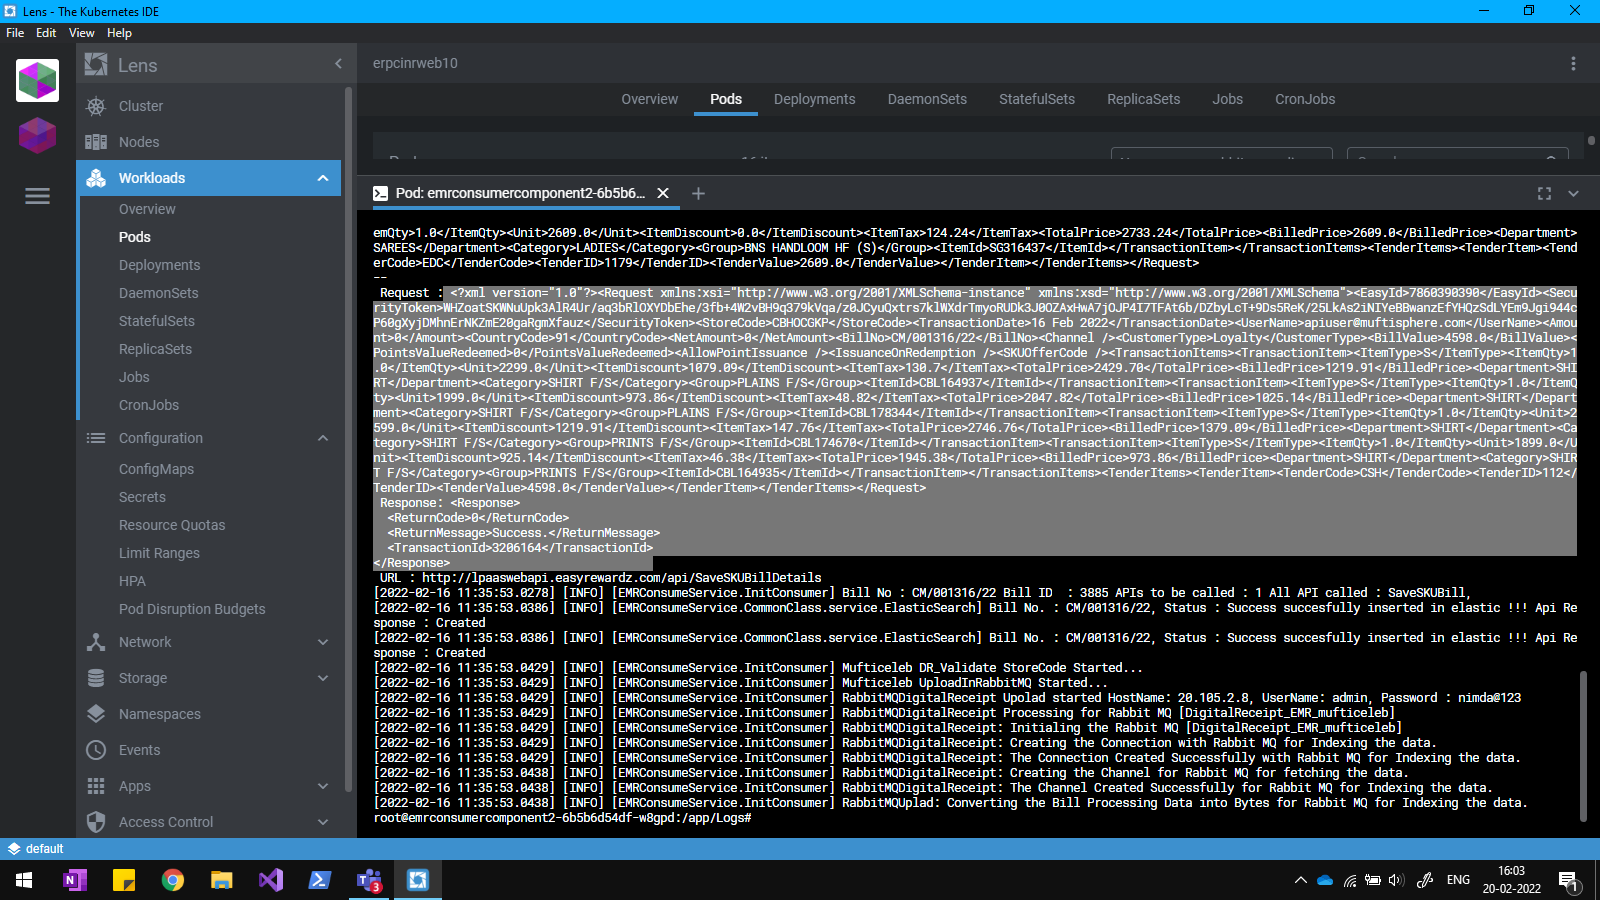 Lens - The Kubernetes IDE
File Edit View Help
Lens
erpcinrweb10
Cluster
Overview Pods Deployments DaemonSets StatefulSets ReplicaSets Jobs CronJobs
Nodes
Workloads
Overview
Pods
Deployments
DaemonSets
StatefulSets
ReplicaSets
Jobs
CronJobs
Configuration
ConfigMaps
Secrets
Resource Quotas
Limit Ranges
HPA
Pod Disruption Budgets
Network
Storage
Namespaces
Events
Apps
Access Control
Pod: emrconsumercomponent2-6b5b6...
emQty>1.0</ItemQty><Unit>2609.0</Unit><ItemDiscount>0.0</ItemDiscount><ItemTax>124.24</ItemTax><TotalPrice>2733.24</TotalPrice><BilledPrice>2609.0</BilledPrice><Department>
SAREES</Department><Category>LADIES</Category><Group>BNS HANDLOOM HF (S)</Group><ItemId>SG316437</ItemId></TransactionItem></TransactionItems><TenderItems><TenderItem><Tend
erCode>EDC</TenderCode><TenderID>1179</TenderID><TenderValue>2609.0</TenderValue></TenderItem></TenderItems></Request>
--
Request : <?xml version="1.0"?><Request xmlns:xsi="http://www.w3.org/2001/XMLSchema-instance" xmlns:xsd="http://www.w3.org/2001/XMLSchema"><EasyId>7860390390</EasyId><Secu
</SecurityToken><StoreCode>CBHOCGKP</StoreCode><TransactionDate>16 Feb 2022</TransactionDate><UserName>apiuser@muftisphere.com</UserName><Amou
nt>0</Amount><CountryCode>91</CountryCode><NetAmount>0</NetAmount><BillNo>CM/001316/22</BillNo><Channel /><CustomerType>Loyalty</CustomerType><BillValue>4598.0</BillValue><
PointsValueRedeemed>0</PointsValueRedeemed><AllowPointIssuance /><IssuanceOnRedemption /><SKUOfferCode /><TransactionItems><TransactionItem><ItemType>S</ItemType><ItemQty>1
.0</ItemQty><Unit>2299.0</Unit><ItemDiscount>1079.09</ItemDiscount><ItemTax>130.7</ItemTax><TotalPrice>2429.70</TotalPrice><BilledPrice>1219.91</BilledPrice><Department>SHI
RT</Department><Category>SHIRT F/S</Category><Group>PLAINS F/S</Group><ItemId>CBL164937</ItemId></TransactionItem><TransactionItem><ItemType>S</ItemType><ItemQty>1.0</ItemQ
ty><Unit>1999.0</Unit><ItemDiscount>973.86</ItemDiscount><ItemTax>48.82</ItemTax><TotalPrice>2047.82</TotalPrice><BilledPrice>1025.14</BilledPrice><Department>SHIRT</Depart
ment><Category>SHIRT F/S</Category><Group>PLAINS F/S</Group><ItemId>CBL178344</ItemId></TransactionItem><TransactionItem><ItemType>S</ItemType><ItemQty>1.0</ItemQty><Unit>2
599.0</Unit><ItemDiscount>1219.91</ItemDiscount><ItemTax>147.76</ItemTax><TotalPrice>2746.76</TotalPrice><BilledPrice>1379.09</BilledPrice><Department>SHIRT</Department><Ca
tegory>SHIRT F/S</Category><Group>PRINTS F/S</Group><ItemId>CBL174670</ItemId></TransactionItem><TransactionItem><ItemType>S</ItemType><ItemQty>1.0</ItemQty><Unit>1899.0</U
nit><ItemDiscount>925.14</ItemDiscount><ItemTax>46.38</ItemTax><TotalPrice>1945.38</TotalPrice><BilledPrice>973.86</BilledPrice><Department>SHIRT</Department><Category>SHIR
T F/S</Category><Group>PRINTS F/S</Group><ItemId>CBL164935</ItemId></TransactionItem></TransactionItems><TenderItems><TenderItem><TenderCode>CSH</TenderCode><TenderID>112</
TenderID><TenderValue>4598.0</TenderValue></TenderItem></TenderItems></Request>
Response: <Response>
<ReturnCode>0</ReturnCode>
<ReturnMessage>Success.</ReturnMessage>
<TransactionId>3206164</TransactionId>
</Response>
URL : http://lpaaswebapi.easyrewardz.com/api/SaveSKUBillDetails
[2022-02-16 11:35:53.0278] [INFO] [EMRConsumeService.InitConsumer] Bill No : CM/001316/22 Bill ID : 3885 APIs to be called : 1 All API called : SaveSKUBill,
[2022-02-16 11:35:53.0386] [INFO] [EMRConsumeService.CommonClass.service.ElasticSearch] Bill No. : CM/001316/22, Status : Success succesfully inserted in elastic !!! Api Re
sponse : Created
[2022-02-16 11:35:53.0386] [INFO] [EMRConsumeService.CommonClass.service.ElasticSearch] Bill No. : CM/001316/22, Status : Success succesfully inserted in elastic !!! Api Re
sponse : Created
[2022-02-16 11:35:53.0429] [INFO] [EMRConsumeService.InitConsumer] Mufticeleb DR_Validate StoreCode Started...
[2022-02-16 11:35:53.0429] [INFO] [EMRConsumeService.InitConsumer] Mufticeleb UploadInRabbitMQ Started...
[2022-02-16 11:35:53.0429] [INFO] [EMRConsumeService.InitConsumer] RabbitMQDigitalReceipt Upolad started HostName: 20.105.2.8, UserName: admin, Password : nimda@123
[2022-02-16 11:35:53.0429] [INFO] [EMRConsumeService.InitConsumer] RabbitMQDigitalReceipt Processing for Rabbit MQ [DigitalReceipt_EMR_mufticeleb]
[2022-02-16 11:35:53.0429] [INFO] [EMRConsumeService.InitConsumer] RabbitMQDigitalReceipt: Initialing the Rabbit MQ [DigitalReceipt_EMR_mufticeleb]
[2022-02-16 11:35:53.0429] [INFO] [EMRConsumeService.InitConsumer] RabbitMQDigitalReceipt: Creating the Connection with Rabbit MQ for Indexing the data.
[2022-02-16 11:35:53.0429] [INFO] [EMRConsumeService.InitConsumer] RabbitMQDigitalReceipt: The Connection Created Successfully with Rabbit MQ for Indexing the data.
[2022-02-16 11:35:53.0438] [INFO] [EMRConsumeService.InitConsumer] RabbitMQDigitalReceipt: Creating the Channel for Rabbit MQ for fetching the data.
[2022-02-16 11:35:53.0438] [INFO] [EMRConsumeService.InitConsumer] RabbitMQDigitalReceipt: The Channel Created Successfully for Rabbit MQ for Indexing the data.
[2022-02-16 11:35:53.0438] [INFO] [EMRConsumeService.InitConsumer] RabbitMQUplad: Converting the Bill Processing Data into Bytes for Rabbit MQ for Indexing the data.
root@emrconsumercomponent2-6b5b6d54df-w8gpd:/app/Logs#
default
3
ENG
16:03
20-02-2022
1